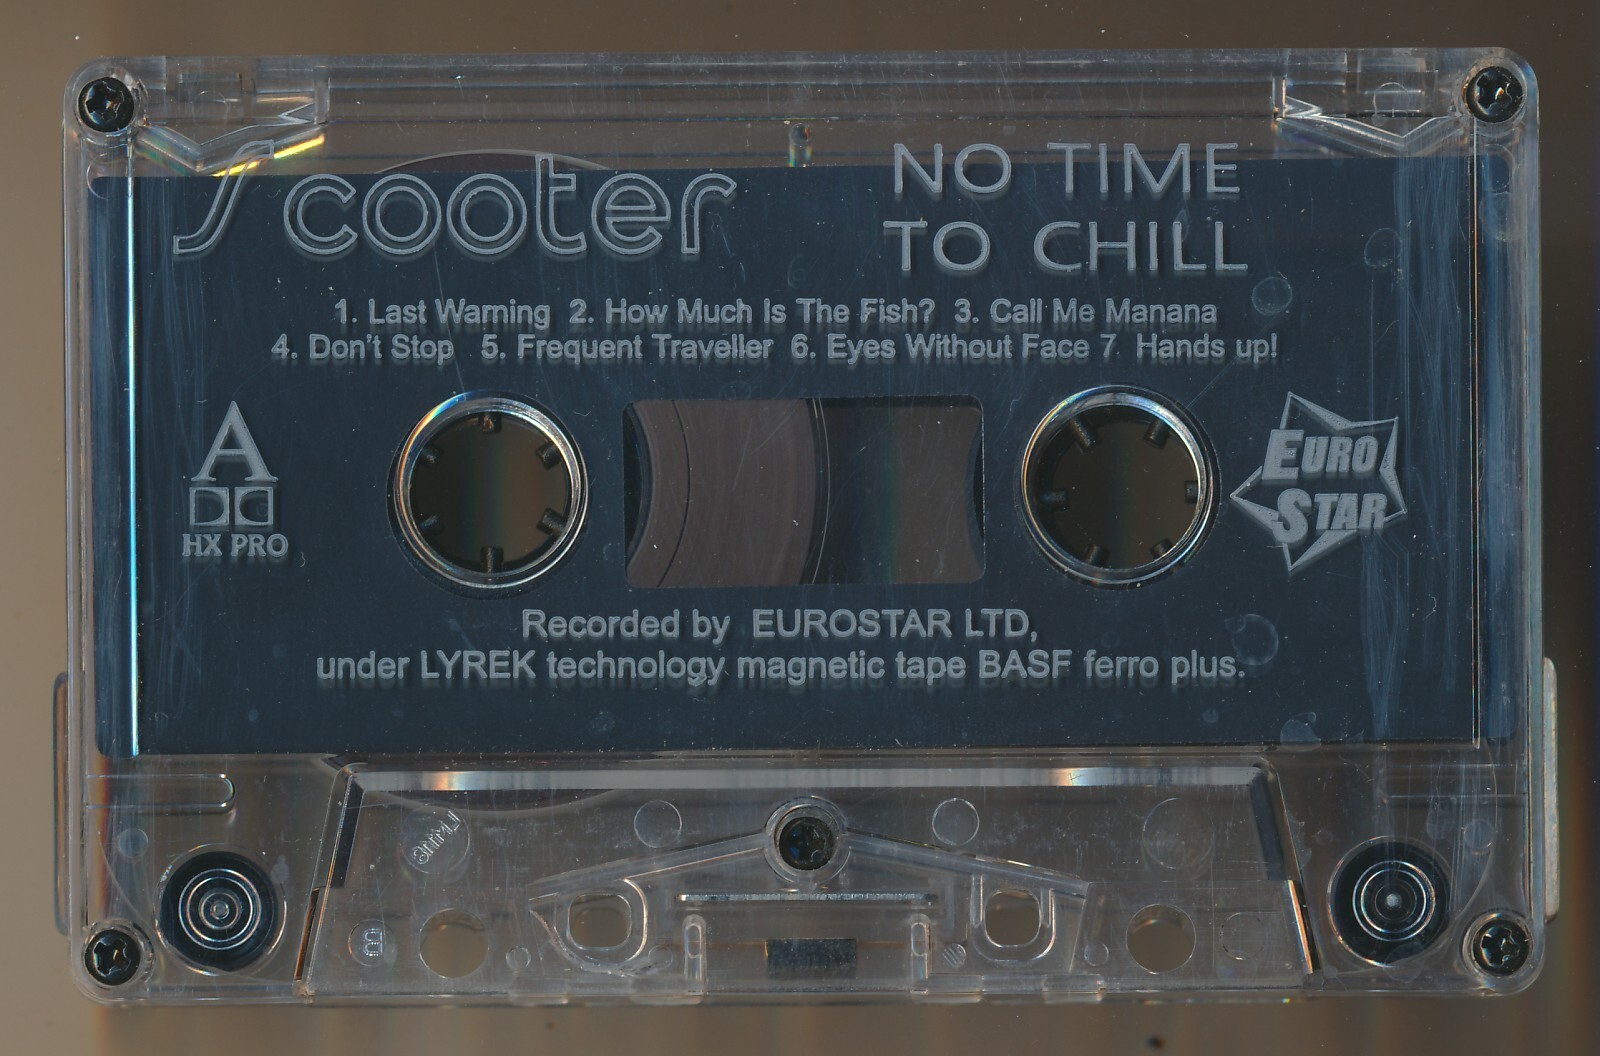 Scooter
NO TIME
TO CHILL
1. Last Warning 2. How Much Is The Fish? 3. Call Me Manana
4. Don't Stop 5. Frequent Traveller 6. Eyes Without Face 7 Hands up!
A
HX PRO
EURO
STAR
Recorded by EUROSTAR LTD,
under LYREK technology magnetic tape BASF ferro plus.
B